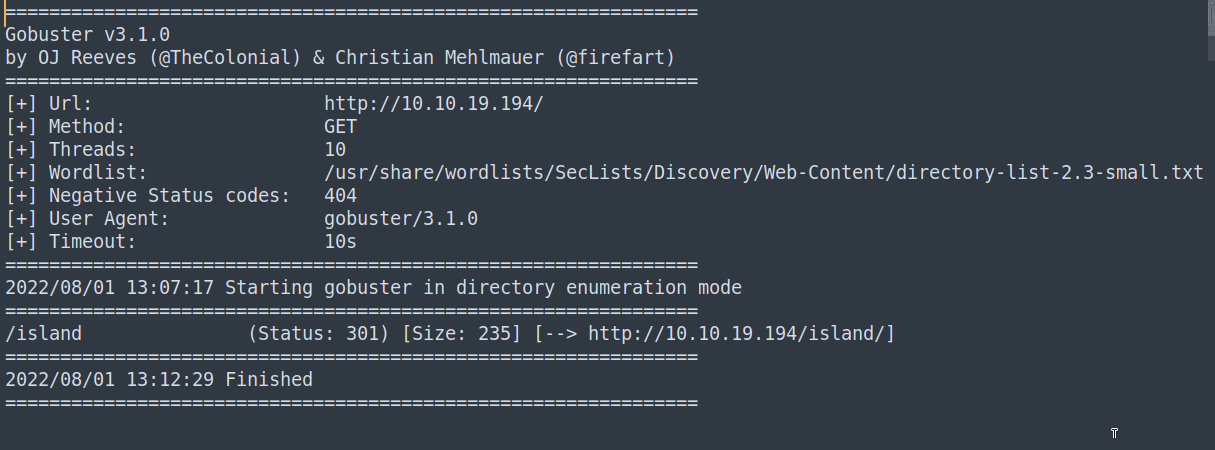 ===============================================================
Gobuster v3.1.0
by OJ Reeves (@TheColonial) & Christian Mehlmauer (@firefart)
===============================================================
[+] Url:                     http://10.10.19.194/
[+] Method:                  GET
[+] Threads:                 10
[+] Wordlist:                /usr/share/wordlists/SecLists/Discovery/Web-Content/directory-list-2.3-small.txt
[+] Negative Status codes:   404
[+] User Agent:              gobuster/3.1.0
[+] Timeout:                 10s
===============================================================
2022/08/01 13:07:17 Starting gobuster in directory enumeration mode
===============================================================
/island               (Status: 301) [Size: 235] [--> http://10.10.19.194/island/]
===============================================================
2022/08/01 13:12:29 Finished
===============================================================